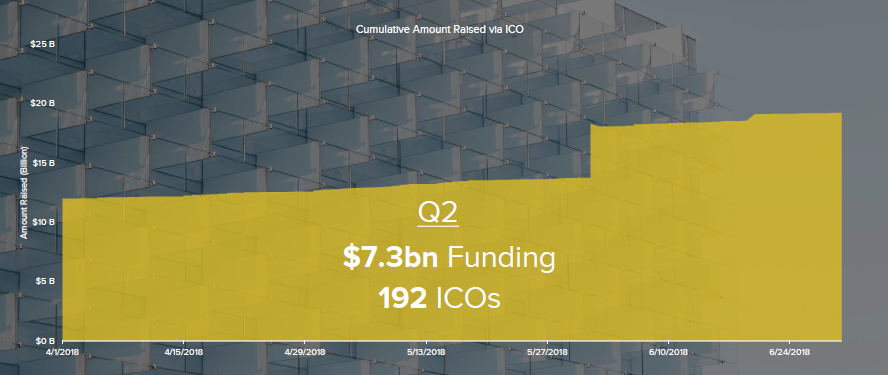 Cumulative Amount Raised via ICO
$25 B
$20 B
$15 B
$10 B
$5 B
$0 B
Amount Raised (Billion)
Q2
$7.3bn Funding
192 ICOs
4/1/2018
4/15/2018
4/29/2018
5/13/2018
5/27/2018
6/10/2018
6/24/2018